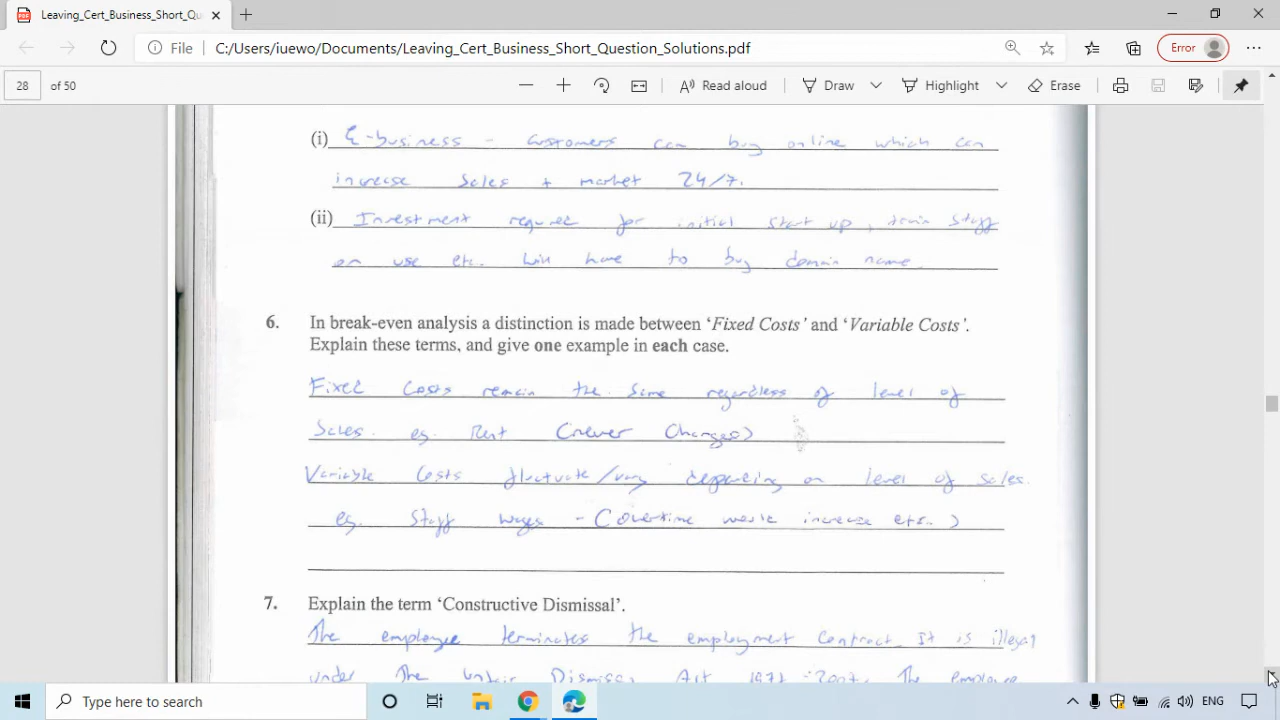 Leaving_Cert_Business_Short_Qu
File C:/Users/iuewo/Documents/Leaving_Cert_Business_Short_Question_Solutions.pdf Error
28 of 50 Read aloud Draw Highlight Erase
(i) E-business - customers can buy online which can
increase sales + market 24/7.
(ii) Investment required for initial start up, train staff
on use etc. Will have to buy domain name.
6. In break-even analysis a distinction is made between ‘Fixed Costs’ and ‘Variable Costs’.
Explain these terms, and give one example in each case.
Fixed Costs remain the same regardless of level of
Sales. eg. Rent (never changes)
Variable Costs fluctuate/vary depending on level of sales.
eg. Staff wages - (overtime would increase etc..)
7. Explain the term ‘Constructive Dismissal’.
The employee terminates the employment contract. It is illegal
under the Unfair Dismissal Act 1977 - 2007. The employee
Type here to search ENG